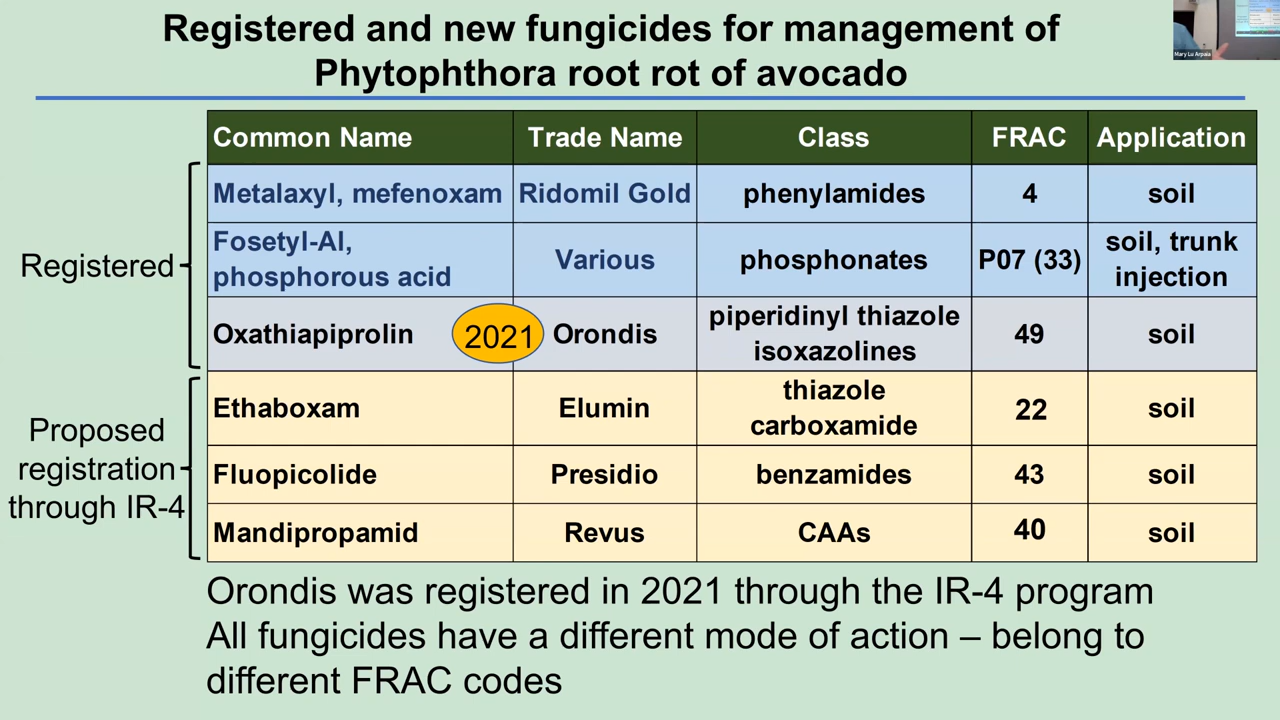 Registered and new fungicides for management of
Phytophthora root rot of avocado
Mary Lu Arpaia
Common Name Trade Name Class FRAC Application
Registered
Metalaxyl, mefenoxam Ridomil Gold phenylamides 4 soil
Fosetyl-Al,
phosphorous acid Various phosphonates P07 (33) soil, trunk
injection
Oxathiapiprolin 2021 Orondis piperidinyl thiazole
isoxazolines 49 soil
Proposed
registration
through IR-4
Ethaboxam Elumin thiazole
carboxamide 22 soil
Fluopicolide Presidio benzamides 43 soil
Mandipropamid Revus CAAs 40 soil
Orondis was registered in 2021 through the IR-4 program
All fungicides have a different mode of action – belong to
different FRAC codes